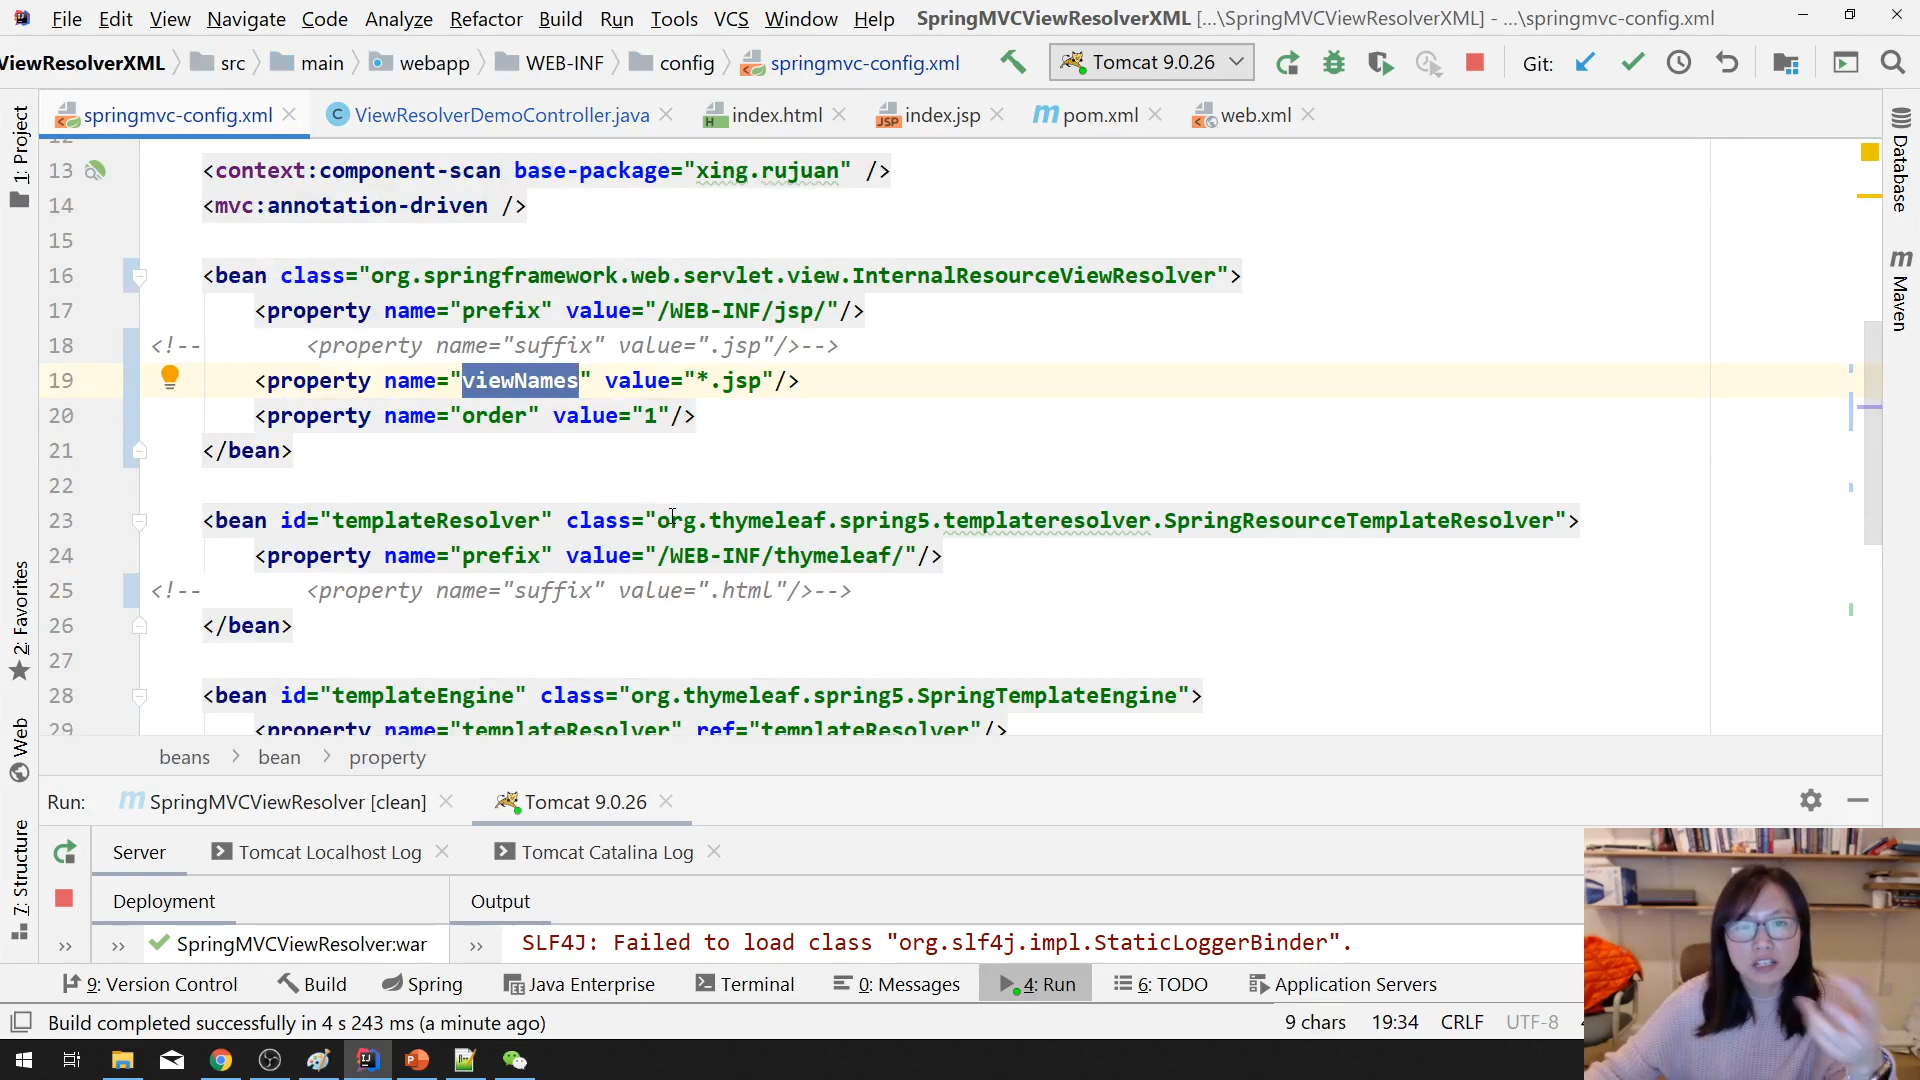 File Edit View Navigate Code Analyze Refactor Build Run Tools VCS Window Help SpringMVCViewResolverXML [...\SpringMVCViewResolverXML] - ...\springmvc-config.xml
ViewResolverXML src main webapp WEB-INF config springmvc-config.xml Tomcat 9.0.26 Git:
springmvc-config.xml ViewResolverDemoController.java index.html index.jsp pom.xml web.xml
13 <context:component-scan base-package="xing.rujuan" />
14 <mvc:annotation-driven />
15
16 <bean class="org.springframework.web.servlet.view.InternalResourceViewResolver">
17 <property name="prefix" value="/WEB-INF/jsp/"/>
18 <!-- <property name="suffix" value=".jsp"/>-->
19 <property name="viewNames" value="*.jsp"/>
20 <property name="order" value="1"/>
21 </bean>
22
23 <bean id="templateResolver" class="org.thymeleaf.spring5.templateresolver.SpringResourceTemplateResolver">
24 <property name="prefix" value="/WEB-INF/thymeleaf/"/>
25 <!-- <property name="suffix" value=".html"/>-->
26 </bean>
27
28 <bean id="templateEngine" class="org.thymeleaf.spring5.SpringTemplateEngine">
29 <property name="templateResolver" ref="templateResolver"/>
beans bean property
1: Project
2: Favorites
Web
7: Structure
Database
Maven
Run: SpringMVCViewResolver [clean] Tomcat 9.0.26
Server Tomcat Localhost Log Tomcat Catalina Log
Deployment Output
SpringMVCViewResolver:war SLF4J: Failed to load class "org.slf4j.impl.StaticLoggerBinder".
9: Version Control Build Spring Java Enterprise Terminal 0: Messages 4: Run 6: TODO Application Servers
Build completed successfully in 4 s 243 ms (a minute ago) 9 chars 19:34 CRLF UTF-8